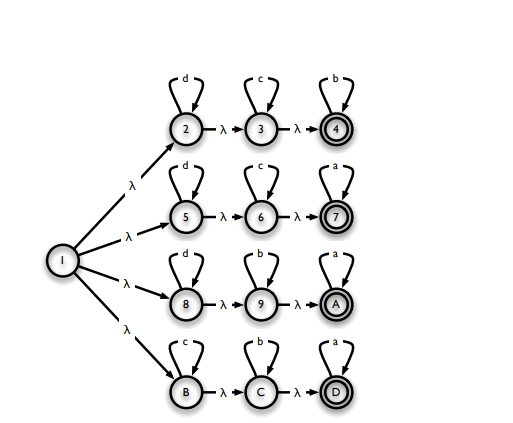 d c b
2 λ 3 λ 4
λ
d c a
5 λ 6 λ 7
λ
I
d b a
λ
8 λ 9 λ A
λ
c b a
B λ C λ D